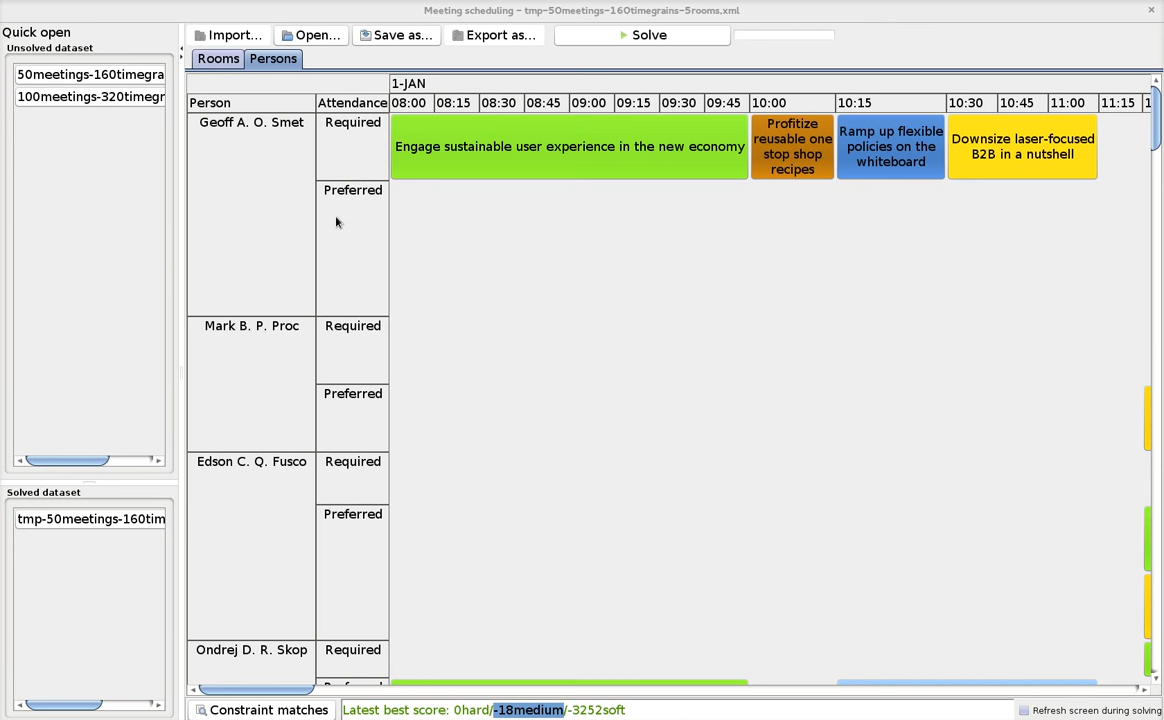 Meeting scheduling – tmp-50meetings-160timegrains-5rooms.xml
Quick open
Unsolved dataset
50meetings-160timegra
100meetings-320timegr
Solved dataset
tmp-50meetings-160tim
Import... Open... Save as... Export as... Solve
Rooms Persons
1-JAN
Person Attendance 08:00 08:15 08:30 08:45 09:00 09:15 09:30 09:45 10:00 10:15 10:30 10:45 11:00 11:15 1
Geoff A. O. Smet Required
Engage sustainable user experience in the new economy
Profitize
reusable one
stop shop
recipes
Ramp up flexible
policies on the
whiteboard
Downsize laser-focused
B2B in a nutshell
Preferred
Mark B. P. Proc Required
Preferred
Edson C. Q. Fusco Required
Preferred
Ondrej D. R. Skop Required
Preferred
Constraint matches Latest best score: 0hard/-18medium/-3252soft Refresh screen during solving